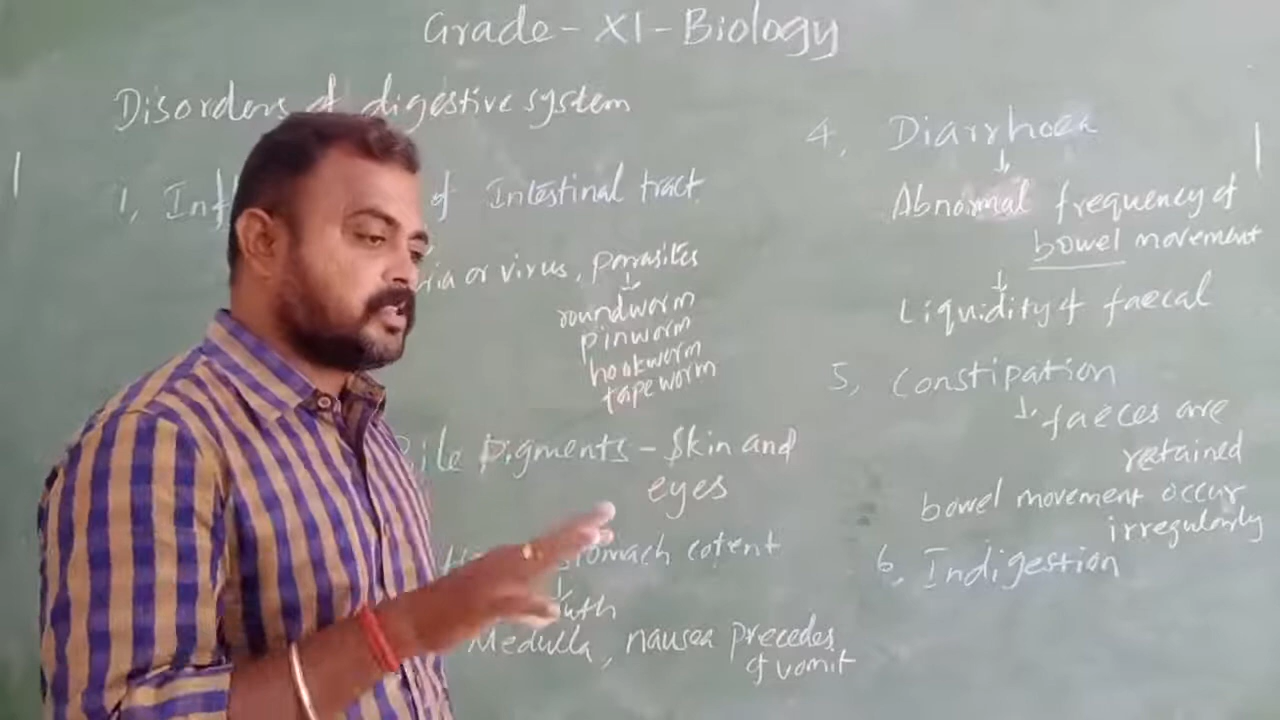 Grade - XI - Biology
Disorders of digestive system
1, Inf of Intestinal tract
ria or virus, parasites
roundworm
pinworm
hookworm
tapeworm
Bile pigments - Skin and
eyes
stomach cotent
uth
Medulla, nausea precedes
of vomit
4, Diarrhoea
Abnormal frequency of
bowel movement
Liquidity of faecal
5, Constipation
faeces are
retained
bowel movement occur
irregularly
6, Indigestion